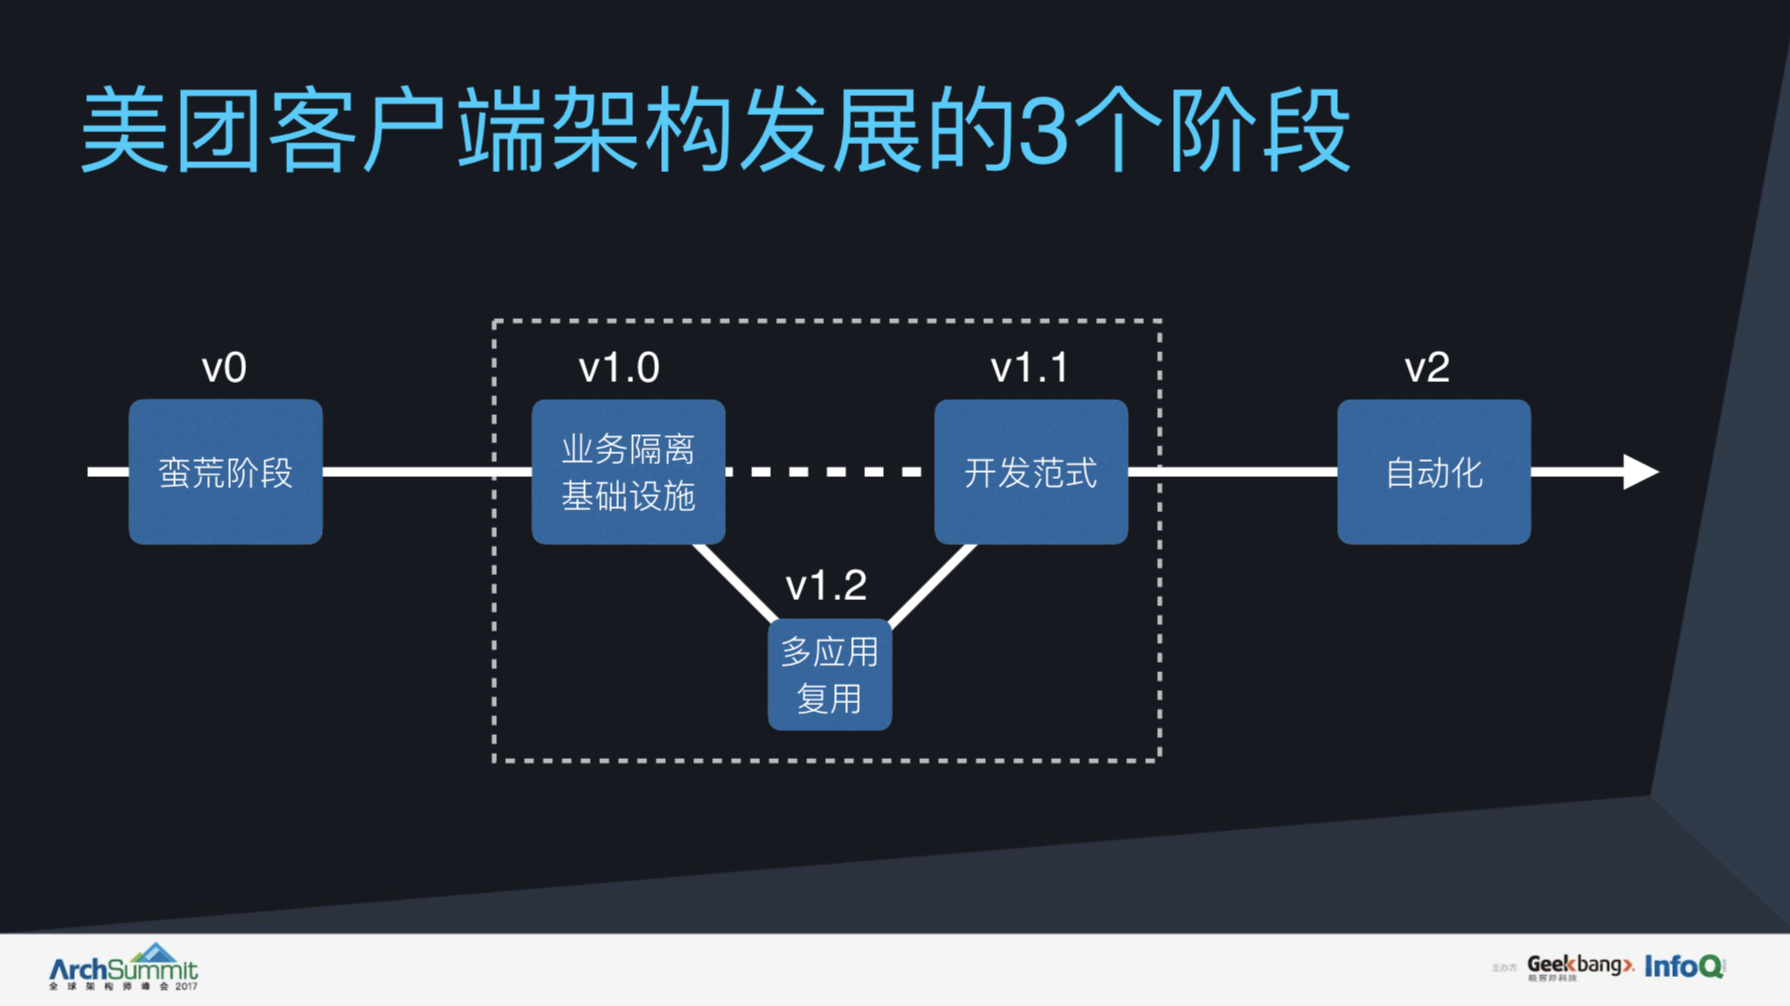 美团客户端架构发展的3个阶段
v0
蛮荒阶段
v1.0
业务隔离
基础设施
v1.1
开发范式
v1.2
多应用
复用
v2
自动化
ArchSummit
全球架构师峰会 2017
主办方
Geekbang>.
极客邦科技
InfoQ